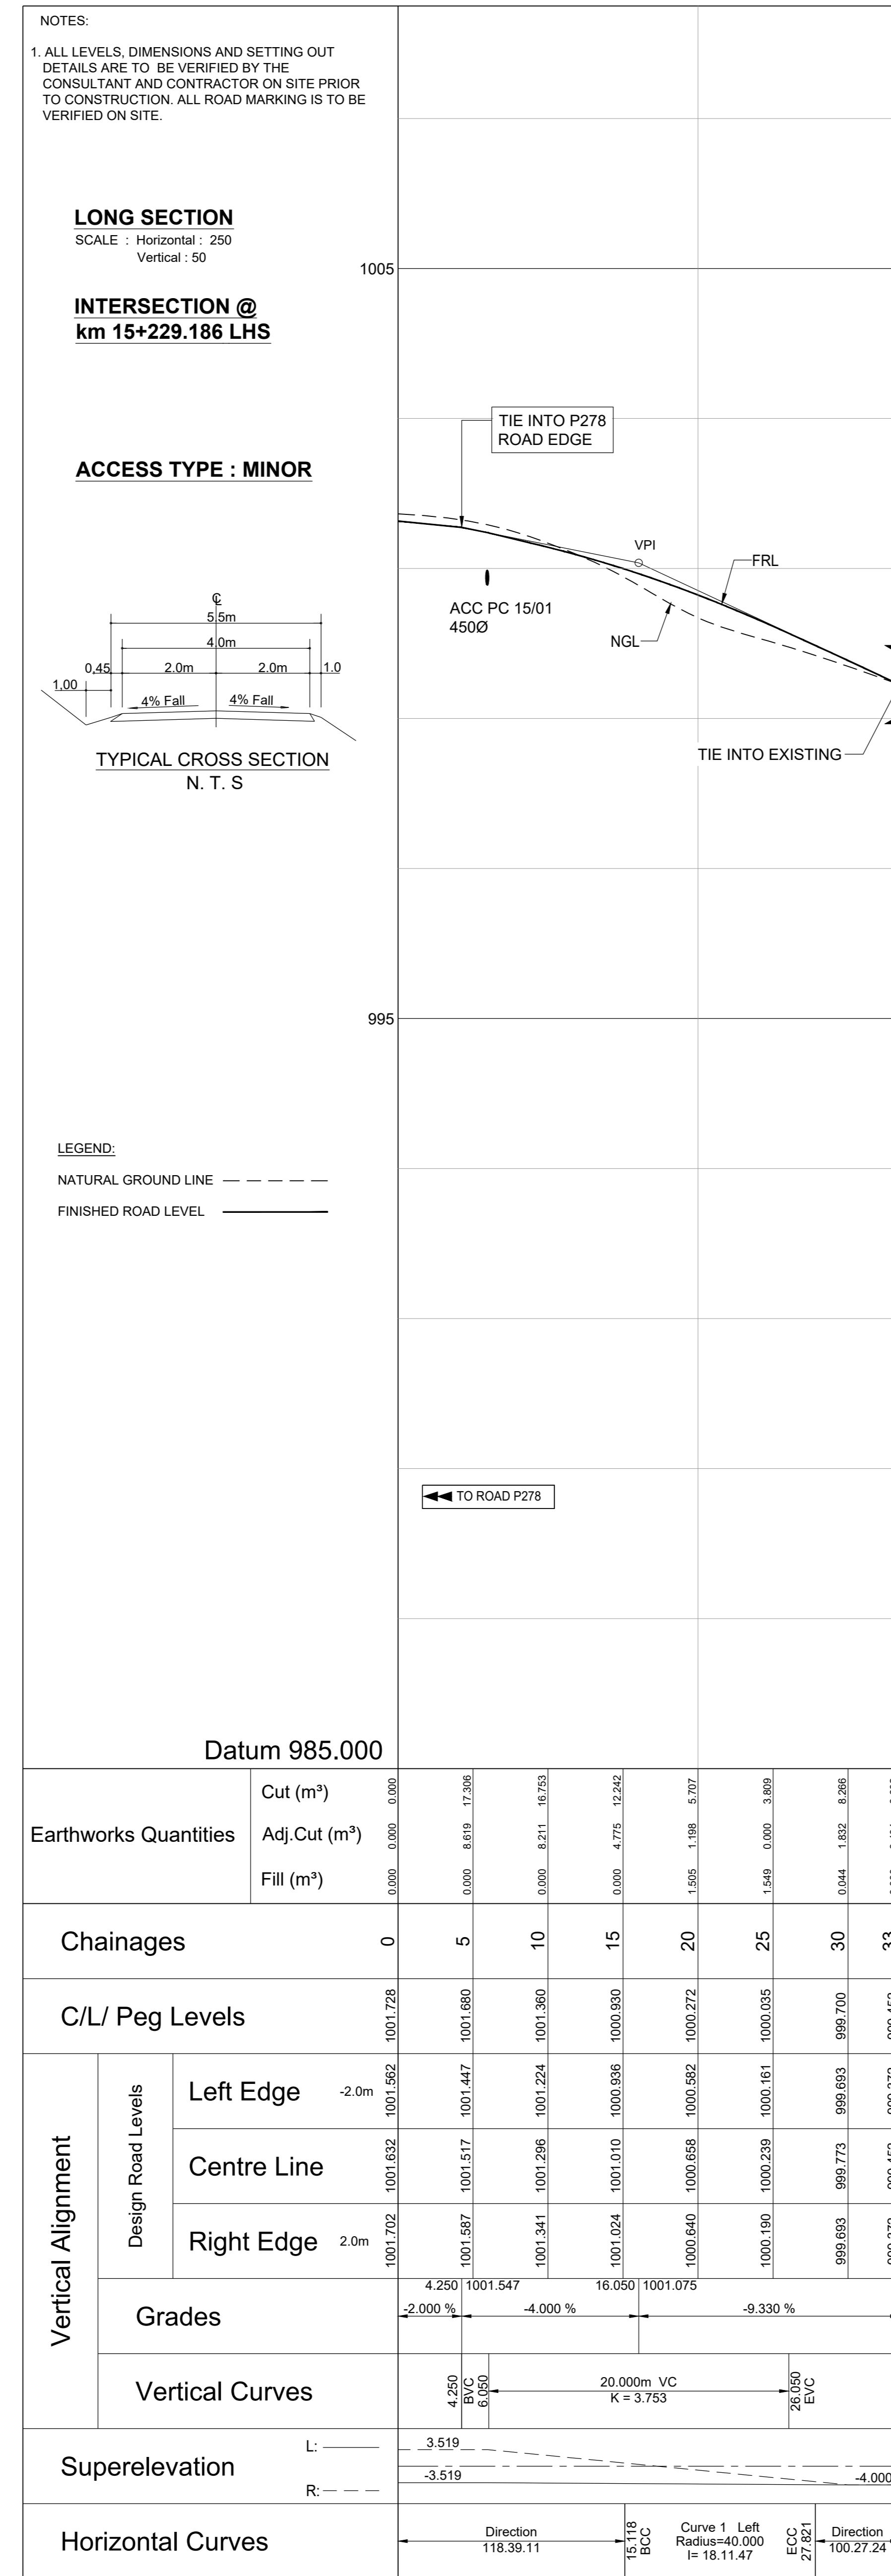 NOTES:
1. ALL LEVELS, DIMENSIONS AND SETTING OUT
DETAILS ARE TO BE VERIFIED BY THE
CONSULTANT AND CONTRACTOR ON SITE PRIOR
TO CONSTRUCTION. ALL ROAD MARKING IS TO BE
VERIFIED ON SITE.
LONG SECTION
SCALE : Horizontal : 250
Vertical : 50
1005
INTERSECTION @
km 15+229.186 LHS
TIE INTO P278
ROAD EDGE
ACCESS TYPE : MINOR
VPI
FRL
ACC PC 15/01
450Ø
NGL
TIE INTO EXISTING
℄
5.5m
4.0m
0.45 2.0m 2.0m 1.0
1.00
4% Fall 4% Fall
TYPICAL CROSS SECTION
N. T. S
995
LEGEND:
NATURAL GROUND LINE
FINISHED ROAD LEVEL
TO ROAD P278
Datum 985.000
Earthworks Quantities
Cut (m³) 0.000 17.306 16.753 12.242 5.707 3.809 8.266
Adj.Cut (m³) 0.000 8.619 8.211 4.775 1.198 0.000 1.832
Fill (m³) 0.000 0.000 0.000 0.000 1.505 1.549 0.044
Chainages 0 5 10 15 20 25 30 33
C/L/ Peg Levels 1001.728 1001.680 1001.360 1000.930 1000.272 1000.035 999.700
Vertical Alignment
Design Road Levels
Left Edge -2.0m 1001.562 1001.447 1001.224 1000.936 1000.582 1000.161 999.693
Centre Line 1001.632 1001.517 1001.296 1001.010 1000.658 1000.239 999.773
Right Edge 2.0m 1001.702 1001.587 1001.341 1001.024 1000.640 1000.190 999.693
4.250 1001.547 16.050 1001.075
Grades -2.000 % -4.000 % -9.330 %
Vertical Curves 4.250 BVC 6.050 20.000m VC 26.050 EVC
K = 3.753
Superelevation
L: 3.519
R: -3.519 -4.000
Horizontal Curves
Direction
118.39.11
15.118 BCC
Curve 1 Left
Radius=40.000
I= 18.11.47
ECC 27.821
Direction
100.27.24